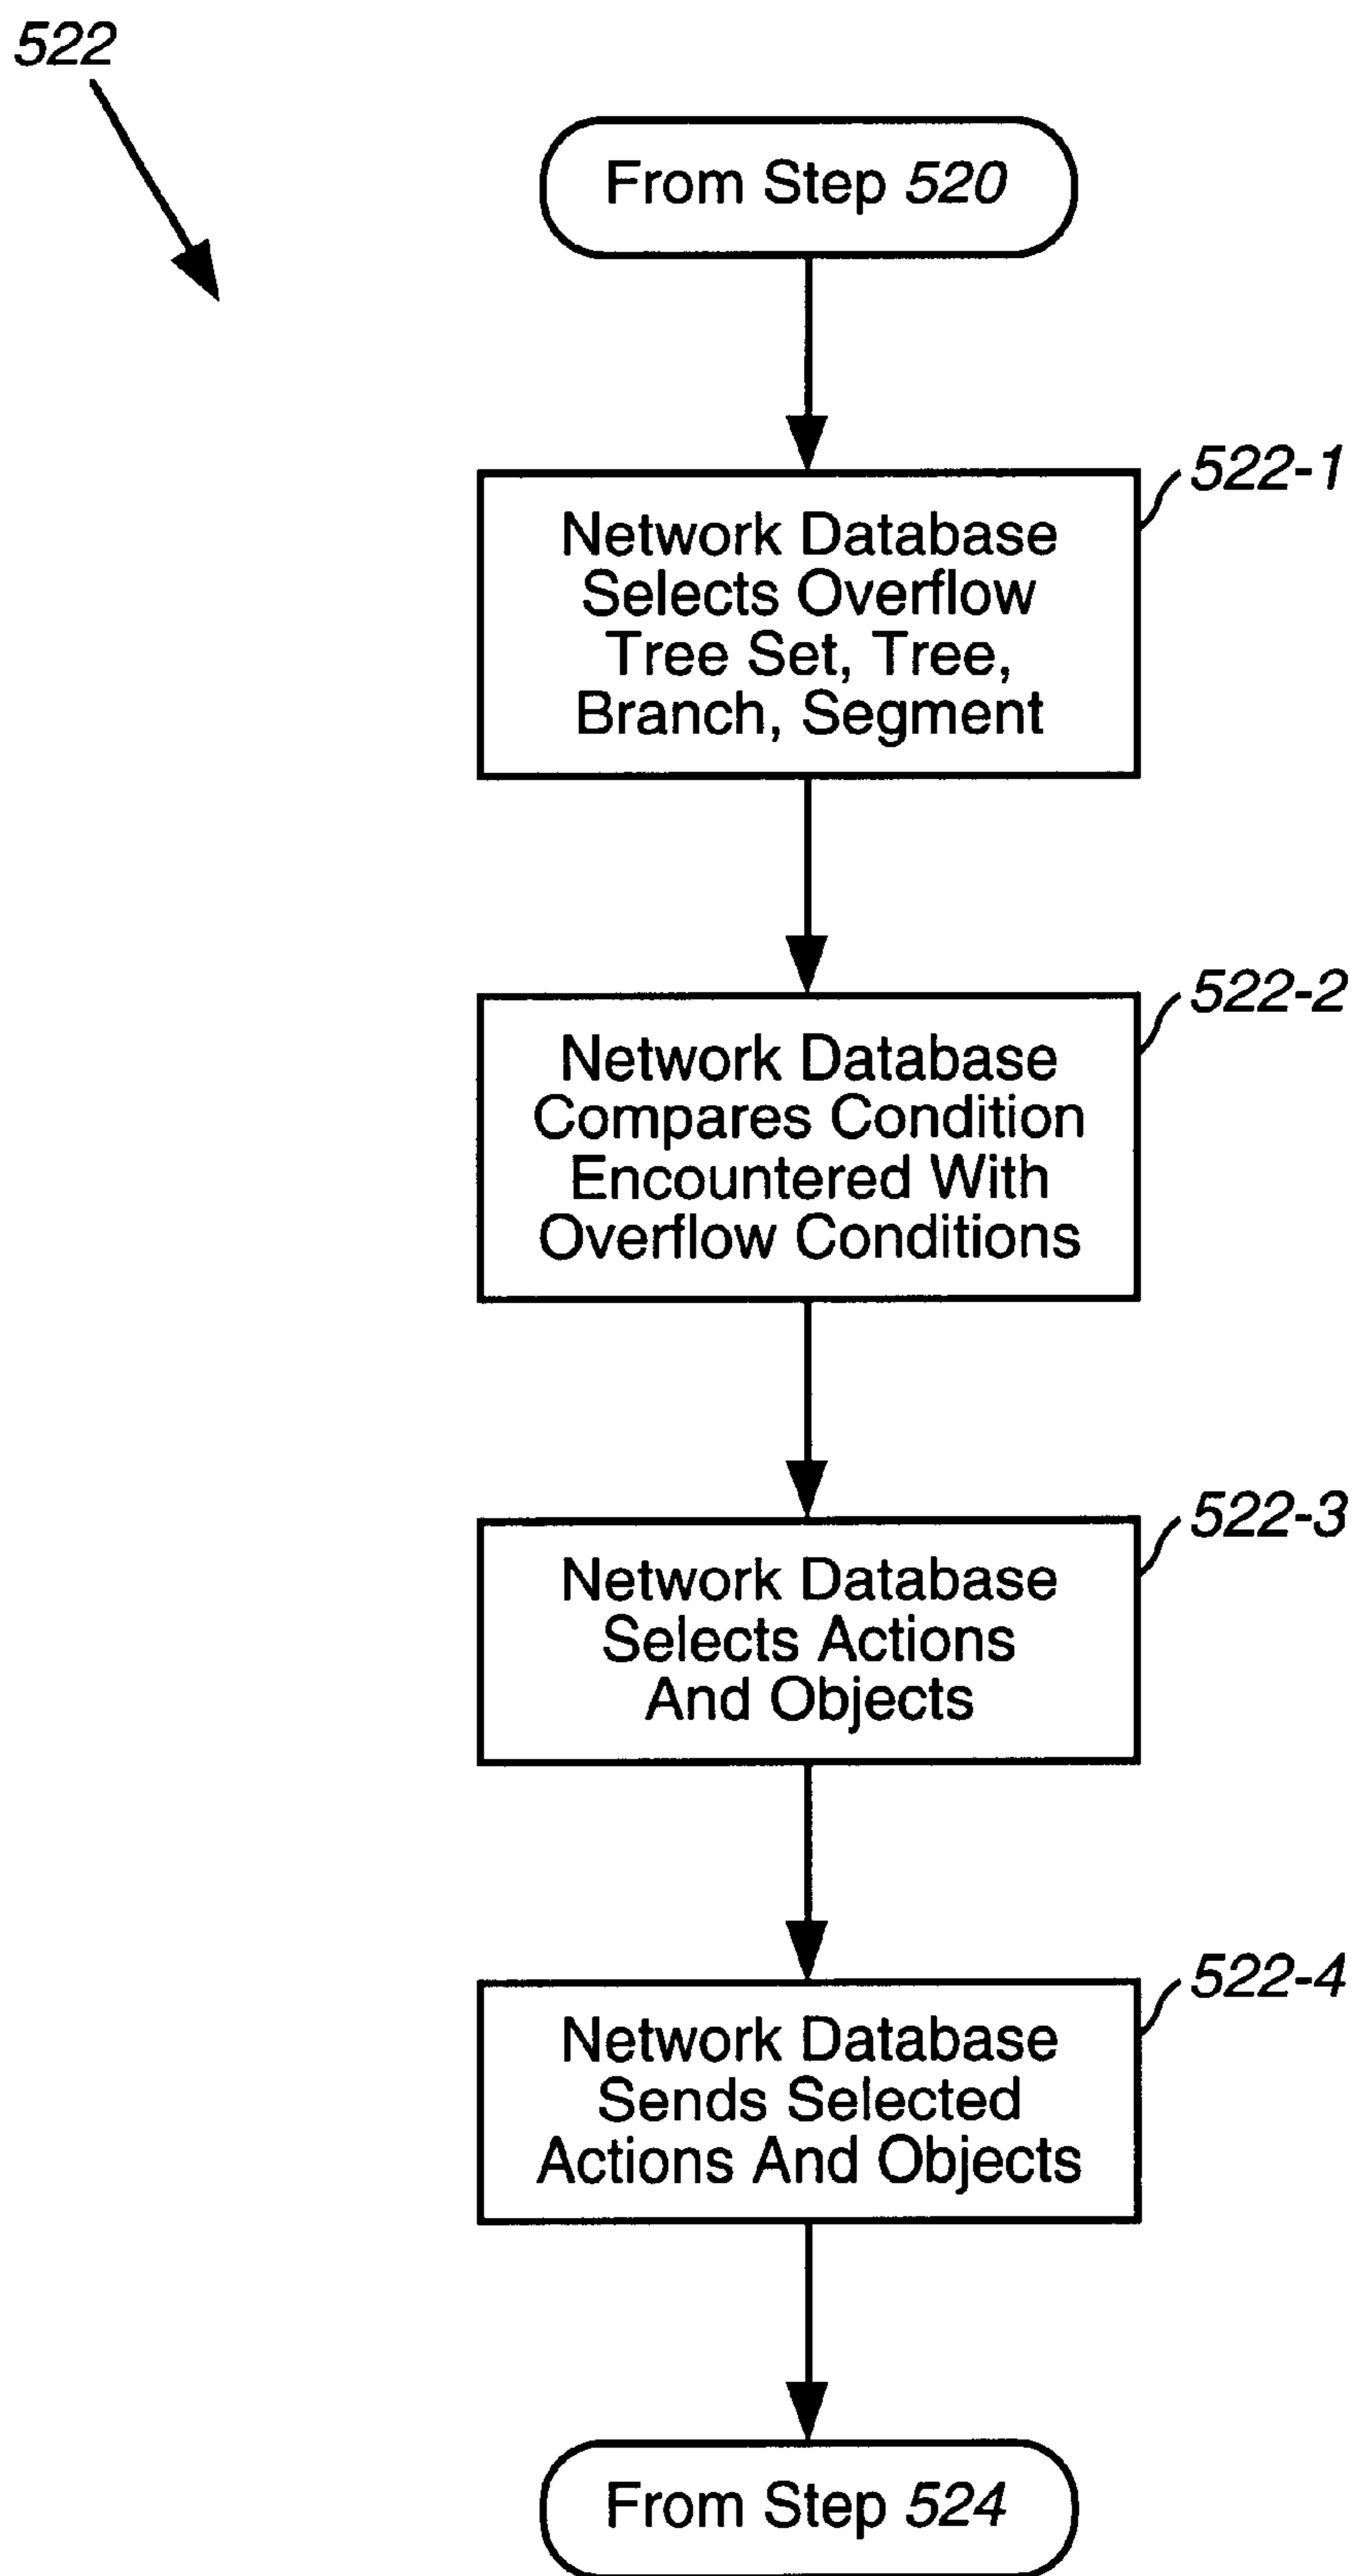 522
From Step 520
522-1
Network Database
Selects Overflow
Tree Set, Tree,
Branch, Segment
522-2
Network Database
Compares Condition
Encountered With
Overflow Conditions
522-3
Network Database
Selects Actions
And Objects
522-4
Network Database
Sends Selected
Actions And Objects
From Step 524